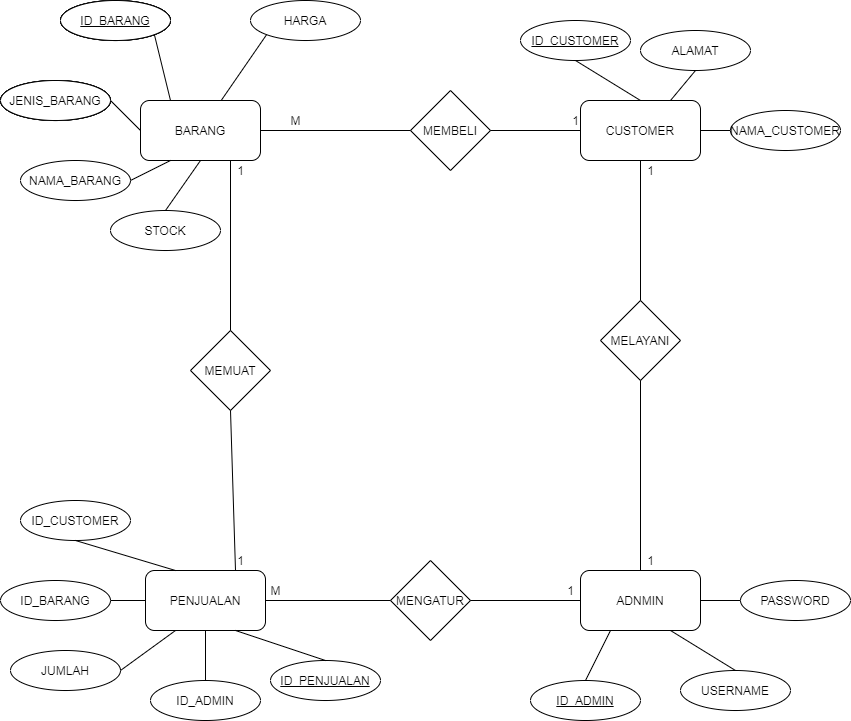 ID_BARANG
HARGA
ID_CUSTOMER
ALAMAT
JENIS_BARANG
BARANG
M
MEMBELI
1
CUSTOMER
NAMA_CUSTOMER
NAMA_BARANG
1
1
STOCK
MEMUAT
MELAYANI
ID_CUSTOMER
1
1
ID_BARANG
PENJUALAN
M
MENGATUR
1
ADNMIN
PASSWORD
JUMLAH
ID_ADMIN
ID_PENJUALAN
ID_ADMIN
USERNAME